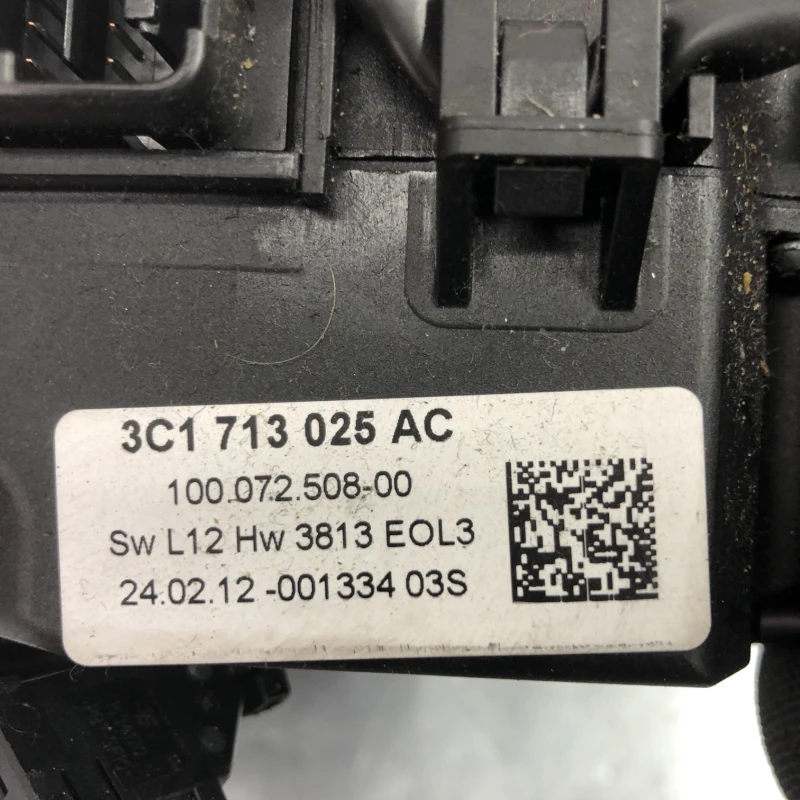 3C1 713 025 AC
100.072.508-00
Sw L12 Hw 3813 EOL3
24.02.12 -001334 03S